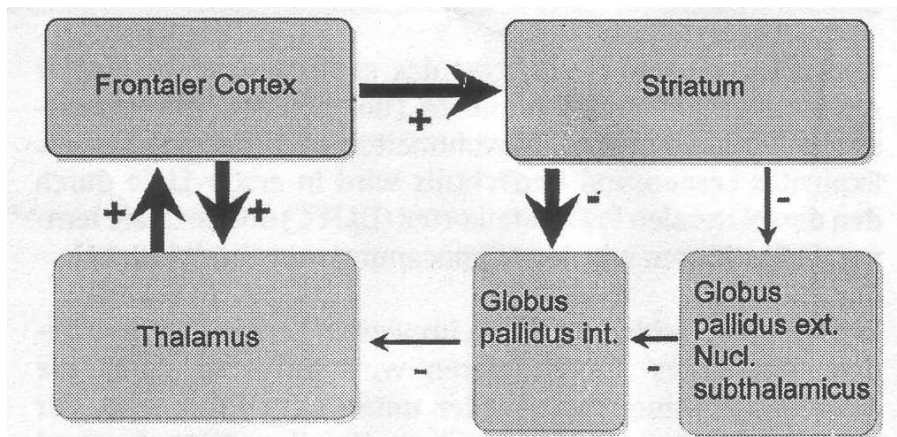 Frontaler Cortex
Striatum
+
+
+
-
-
Thalamus
Globus
pallidus int.
Globus
pallidus ext.
Nucl.
subthalamicus
-
-